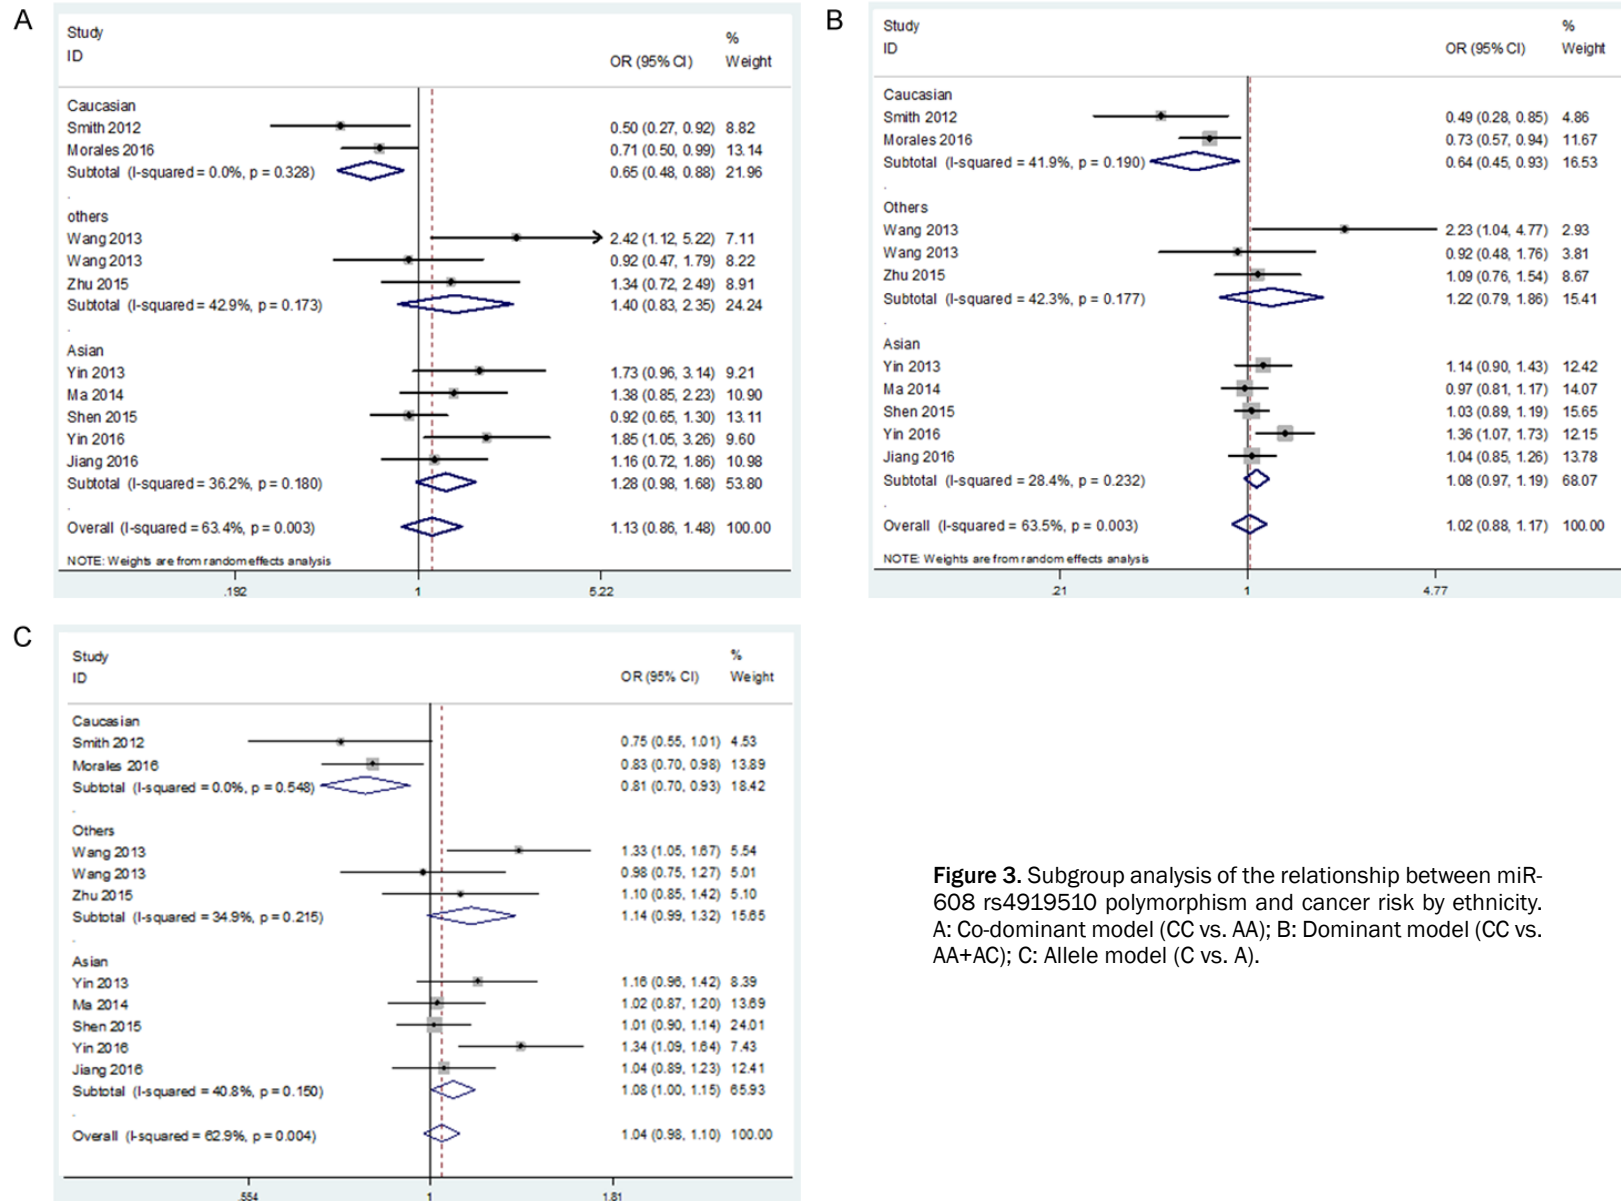 A
Study
ID
OR (95% CI)
%
Weight
Caucasian
Smith 2012 0.50 (0.27, 0.92) 8.82
Morales 2016 0.71 (0.50, 0.99) 13.14
Subtotal (I-squared = 0.0%, p = 0.328) 0.65 (0.48, 0.88) 21.96
.
others
Wang 2013 2.42 (1.12, 5.22) 7.11
Wang 2013 0.92 (0.47, 1.79) 8.22
Zhu 2015 1.34 (0.72, 2.49) 8.91
Subtotal (I-squared = 42.9%, p = 0.173) 1.40 (0.83, 2.35) 24.24
.
Asian
Yin 2013 1.73 (0.96, 3.14) 9.21
Ma 2014 1.38 (0.85, 2.23) 10.90
Shen 2015 0.92 (0.65, 1.30) 13.11
Yin 2016 1.85 (1.05, 3.26) 9.60
Jiang 2016 1.16 (0.72, 1.86) 10.98
Subtotal (I-squared = 36.2%, p = 0.180) 1.28 (0.98, 1.68) 53.80
.
Overall (I-squared = 63.4%, p = 0.003) 1.13 (0.86, 1.48) 100.00
NOTE: Weights are from random effects analysis
.192 1 5.22
B
Study
ID
OR (95% CI)
%
Weight
Caucasian
Smith 2012 0.49 (0.28, 0.85) 4.86
Morales 2016 0.73 (0.57, 0.94) 11.67
Subtotal (I-squared = 41.9%, p = 0.190) 0.64 (0.45, 0.93) 16.53
.
Others
Wang 2013 2.23 (1.04, 4.77) 2.93
Wang 2013 0.92 (0.48, 1.76) 3.81
Zhu 2015 1.09 (0.76, 1.54) 8.67
Subtotal (I-squared = 42.3%, p = 0.177) 1.22 (0.79, 1.86) 15.41
.
Asian
Yin 2013 1.14 (0.90, 1.43) 12.42
Ma 2014 0.97 (0.81, 1.17) 14.07
Shen 2015 1.03 (0.89, 1.19) 15.65
Yin 2016 1.36 (1.07, 1.73) 12.15
Jiang 2016 1.04 (0.85, 1.26) 13.78
Subtotal (I-squared = 28.4%, p = 0.232) 1.08 (0.97, 1.19) 68.07
.
Overall (I-squared = 63.5%, p = 0.003) 1.02 (0.88, 1.17) 100.00
NOTE: Weights are from random effects analysis
.21 1 4.77
C
Study
ID
OR (95% CI)
%
Weight
Caucasian
Smith 2012 0.75 (0.55, 1.01) 4.53
Morales 2016 0.83 (0.70, 0.98) 13.89
Subtotal (I-squared = 0.0%, p = 0.548) 0.81 (0.70, 0.93) 18.42
.
Others
Wang 2013 1.33 (1.05, 1.67) 5.54
Wang 2013 0.98 (0.75, 1.27) 5.01
Zhu 2015 1.10 (0.85, 1.42) 5.10
Subtotal (I-squared = 34.9%, p = 0.215) 1.14 (0.99, 1.32) 15.65
.
Asian
Yin 2013 1.16 (0.96, 1.42) 8.39
Ma 2014 1.02 (0.87, 1.20) 13.69
Shen 2015 1.01 (0.90, 1.14) 24.01
Yin 2016 1.34 (1.09, 1.64) 7.43
Jiang 2016 1.04 (0.89, 1.23) 12.41
Subtotal (I-squared = 40.8%, p = 0.150) 1.08 (1.00, 1.15) 65.93
.
Overall (I-squared = 62.9%, p = 0.004) 1.04 (0.98, 1.10) 100.00
.554 1 1.81
Figure 3. Subgroup analysis of the relationship between miR-
608 rs4919510 polymorphism and cancer risk by ethnicity.
A: Co-dominant model (CC vs. AA); B: Dominant model (CC vs.
AA+AC); C: Allele model (C vs. A).